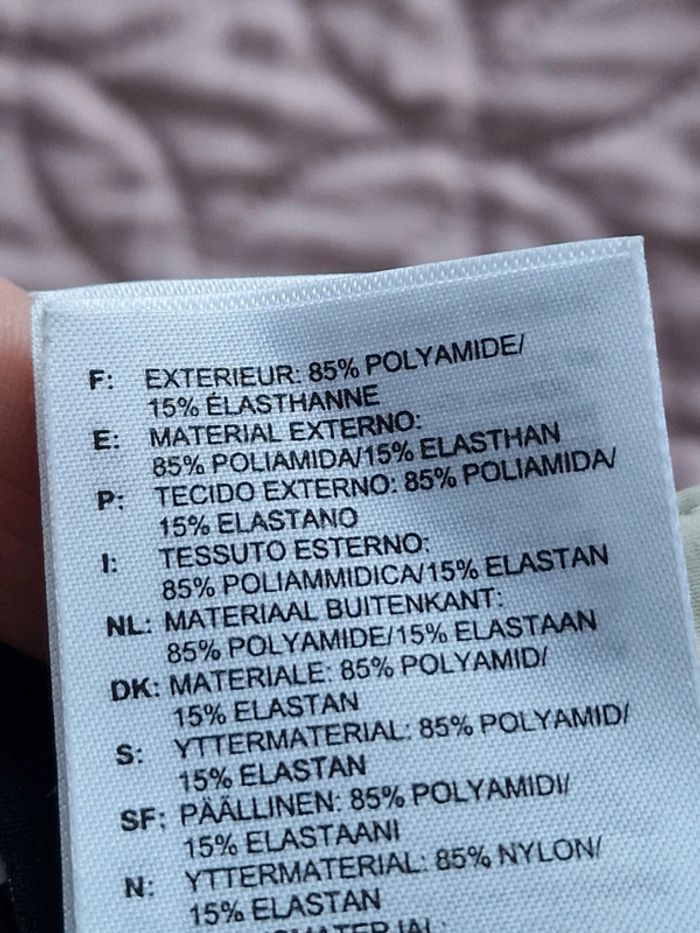 F: EXTERIEUR: 85% POLYAMIDE/
15% ÉLASTHANNE
E: MATERIAL EXTERNO:
85% POLIAMIDA/15% ELASTHAN
P: TECIDO EXTERNO: 85% POLIAMIDA/
15% ELASTANO
I: TESSUTO ESTERNO:
85% POLIAMMIDICA/15% ELASTAN
NL: MATERIAAL BUITENKANT:
85% POLYAMIDE/15% ELASTAAN
DK: MATERIALE: 85% POLYAMID/
15% ELASTAN
S: YTTERMATERIAL: 85% POLYAMID/
15% ELASTAN
SF: PÄÄLLINEN: 85% POLYAMIDI/
15% ELASTAANI
N: YTTERMATERIAL: 85% NYLON/
15% ELASTAN